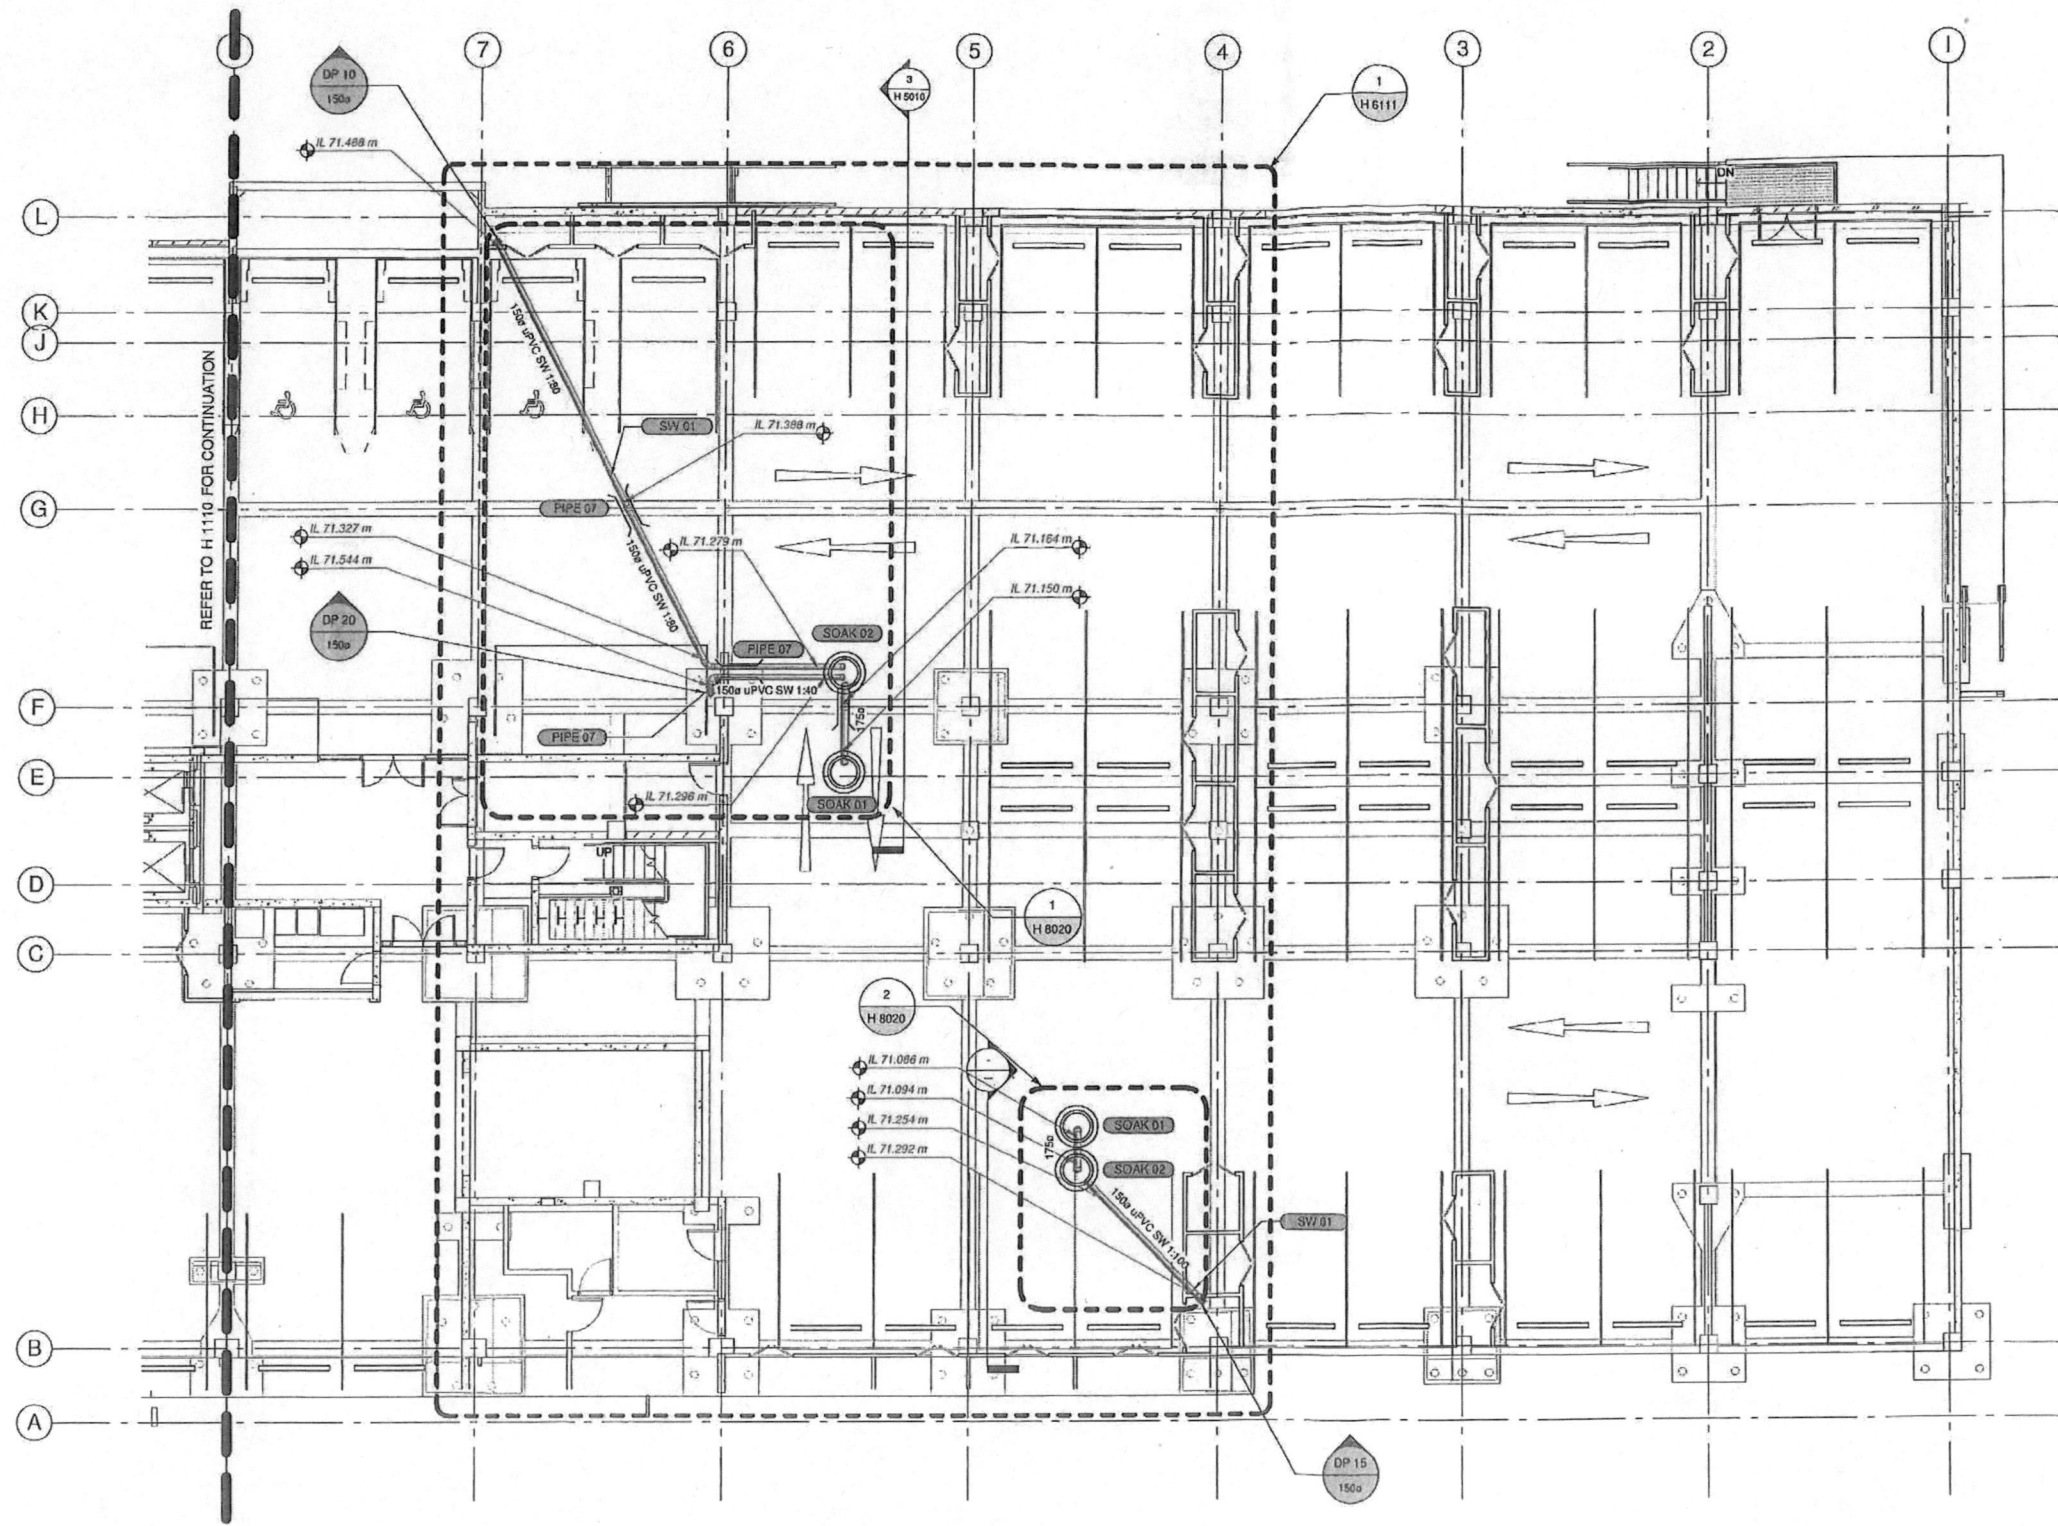 7
6
5
4
3
2
1
DP 10
150ø
3
H 5010
1
H 6111
IL 71.488 m
DN
L
K
J
H
G
F
E
D
C
B
A
REFER TO H 1110 FOR CONTINUATION
150ø uPVC SW 1:80
SW 01
IL 71.388 m
PIPE 07
IL 71.327 m
IL 71.544 m
150ø uPVC SW 1:80
IL 71.279 m
IL 71.164 m
IL 71.150 m
DP 20
150ø
PIPE 07
SOAK 02
150ø uPVC SW 1:40
175ø
PIPE 07
IL 71.296 m
SOAK 01
UP
1
H 8020
2
H 8020
-
--
IL 71.086 m
IL 71.094 m
IL 71.254 m
IL 71.292 m
SOAK 01
175ø
SOAK 02
150ø uPVC SW 1:100
SW 01
DP 15
150ø